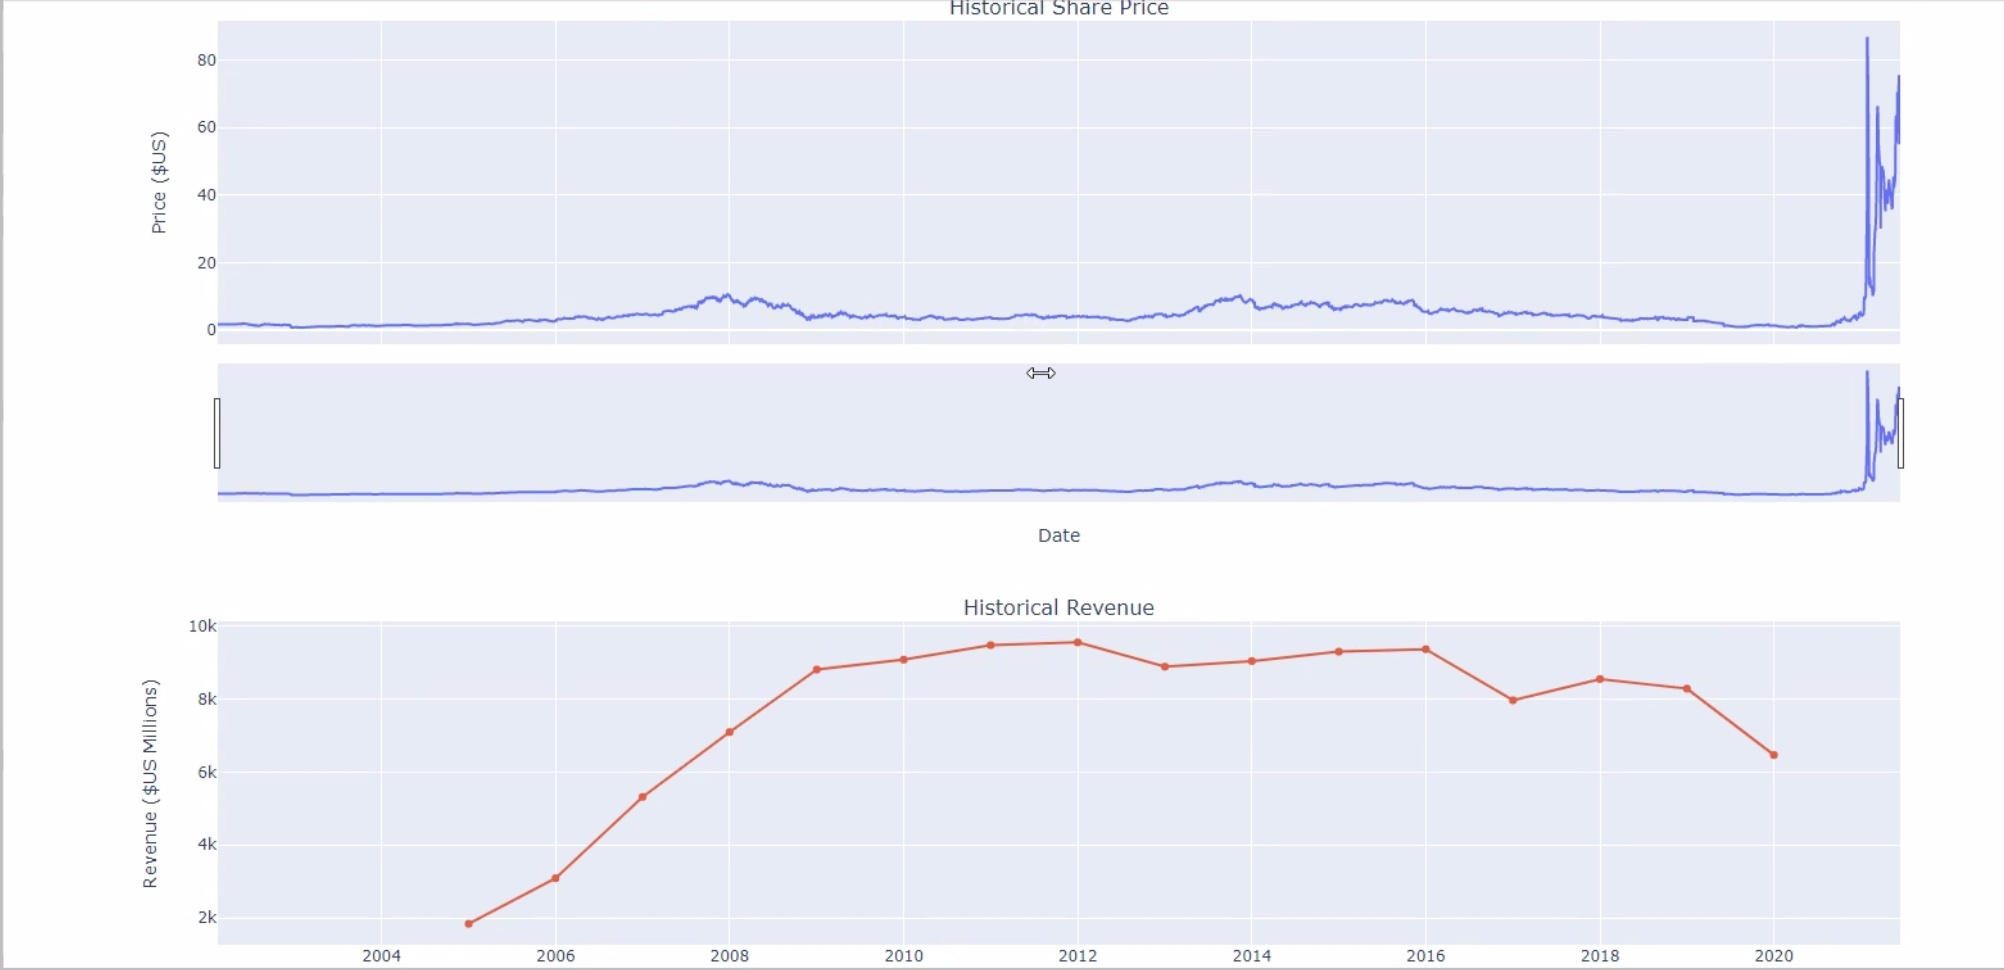 Historical Share Price
80
60
40
20
0
Price ($US)
Date
Historical Revenue
10k
8k
6k
4k
2k
Revenue ($US Millions)
2004 2006 2008 2010 2012 2014 2016 2018 2020